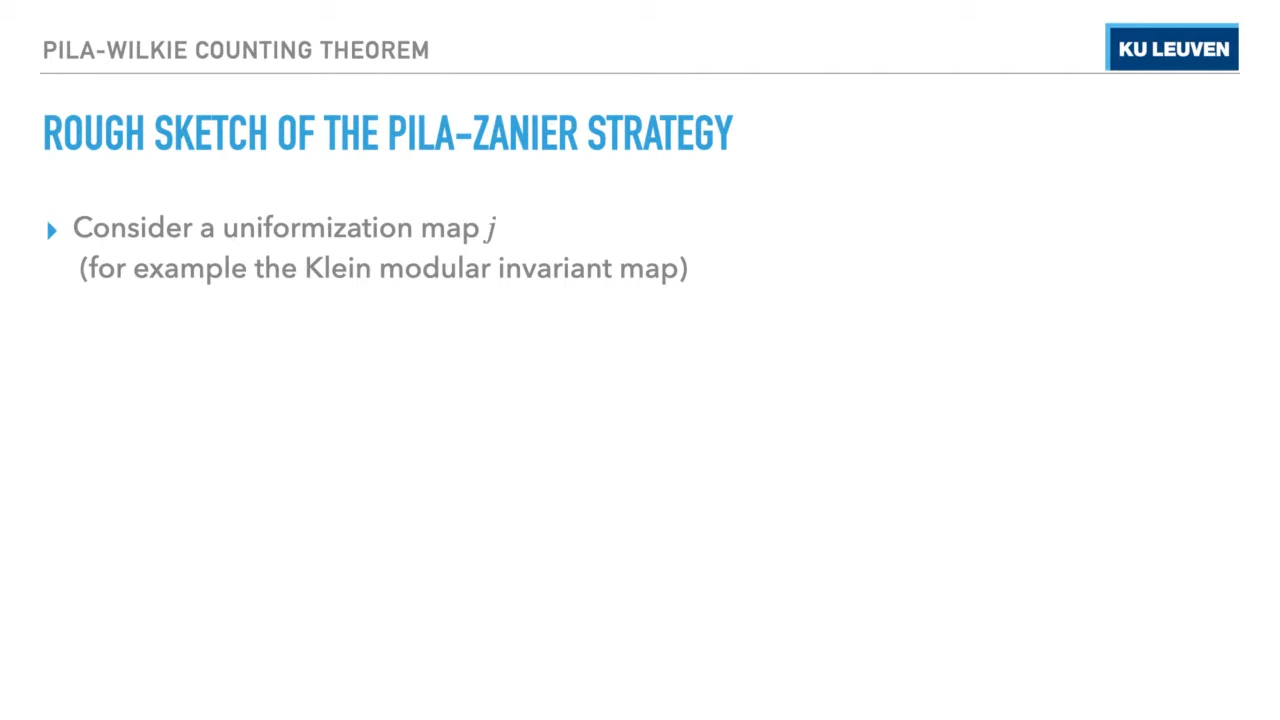 PILA-WILKIE COUNTING THEOREM
KU LEUVEN
ROUGH SKETCH OF THE PILA-ZANIER STRATEGY
Consider a uniformization map j
(for example the Klein modular invariant map)